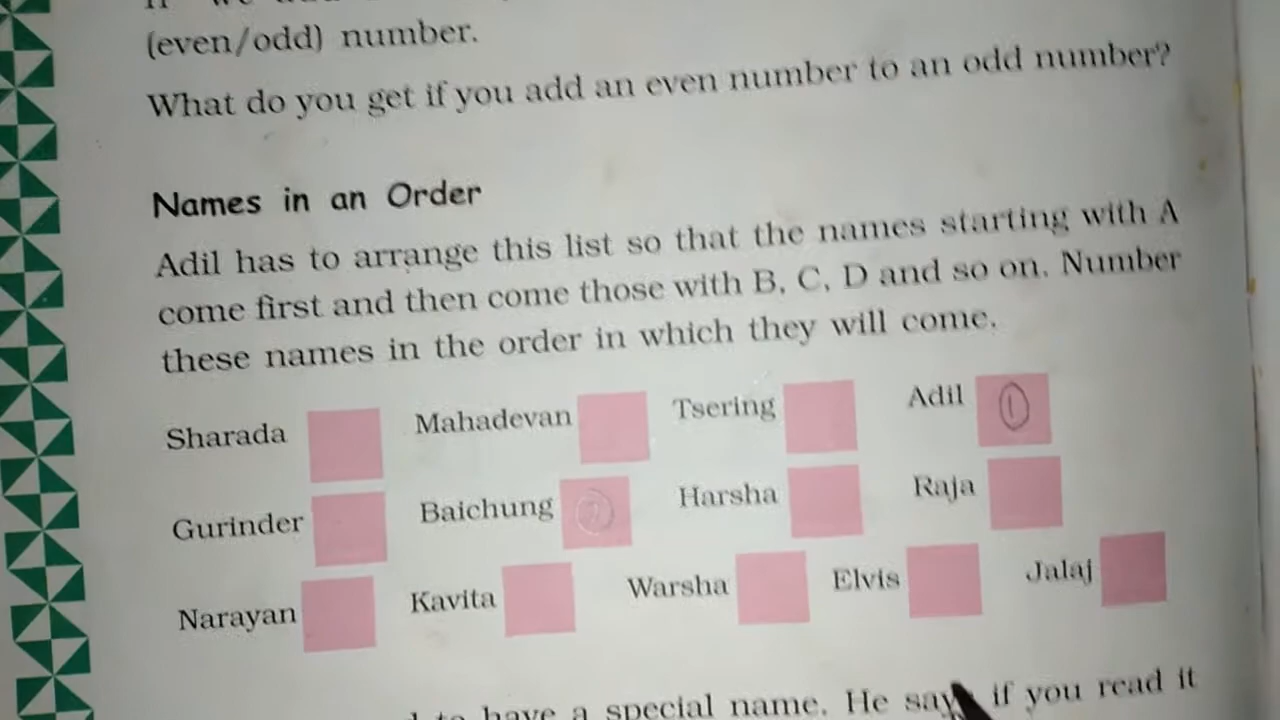 (even/odd) number.
What do you get if you add an even number to an odd number?
Names in an Order
Adil has to arrange this list so that the names starting with A
come first and then come those with B, C, D and so on. Number
these names in the order in which they will come.
Sharada Mahadevan Tsering Adil 1
Gurinder Baichung 2 Harsha Raja
Narayan Kavita Warsha Elvis Jalaj
to have a special name. He says if you read it